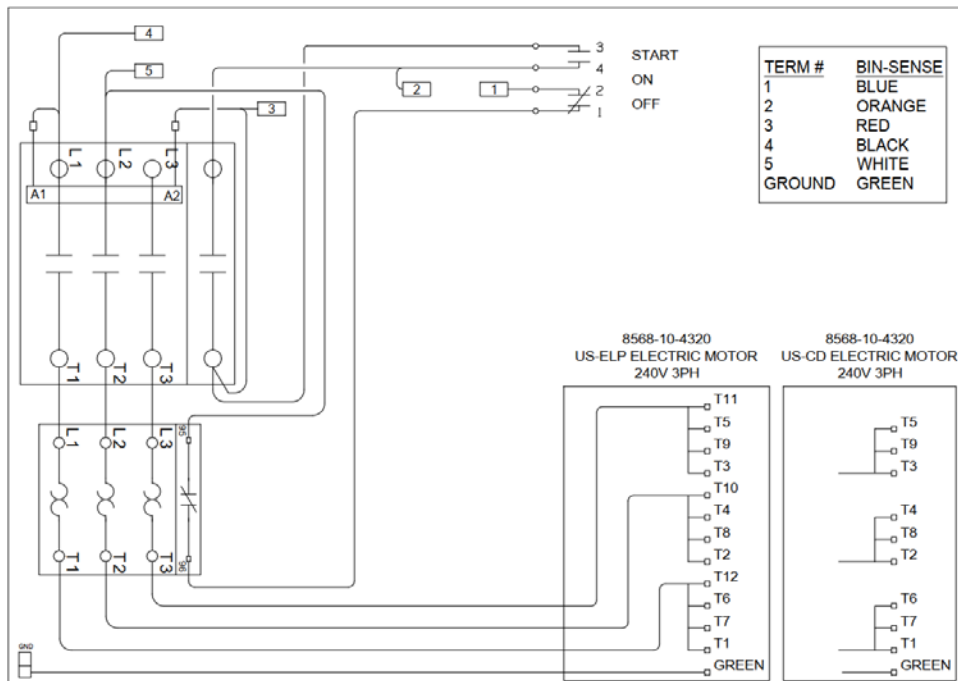 4
5
3
3
4
2
1
2
1
START
ON
OFF
TERM # BIN-SENSE
1 BLUE
2 ORANGE
3 RED
4 BLACK
5 WHITE
GROUND GREEN
L1 L2 L3
A1 A2
T1 T2 T3
L1 L2 L3 95
T1 T2 T3 96
GND
8568-10-4320
US-ELP ELECTRIC MOTOR
240V 3PH
T11
T5
T9
T3
T10
T4
T8
T2
T12
T6
T7
T1
GREEN
8568-10-4320
US-CD ELECTRIC MOTOR
240V 3PH
T5
T9
T3
T4
T8
T2
T6
T7
T1
GREEN